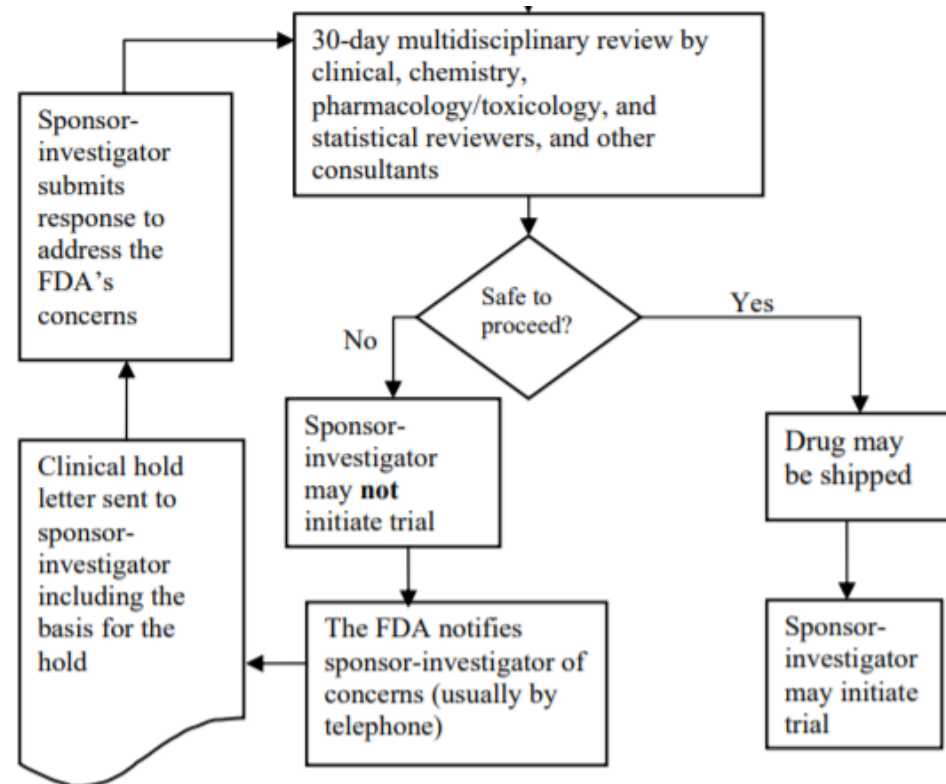 30-day multidisciplinary review by
clinical, chemistry,
pharmacology/toxicology, and
statistical reviewers, and other
consultants
Sponsor-
investigator
submits
response to
address the
FDA’s
concerns
Safe to
proceed?
No
Yes
Sponsor-
investigator
may not
initiate trial
Drug may
be shipped
Clinical hold
letter sent to
sponsor-
investigator
including the
basis for the
hold
The FDA notifies
sponsor-investigator of
concerns (usually by
telephone)
Sponsor-
investigator
may initiate
trial